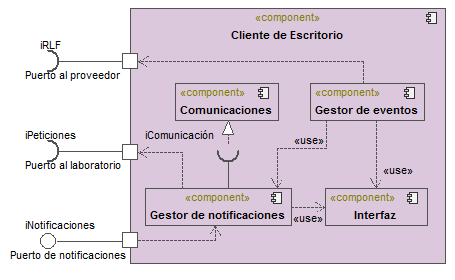 «component»
Cliente de Escritorio
iRLF
Puerto al proveedor
«component»
Comunicaciones
«component»
Gestor de eventos
iPeticiones
Puerto al laboratorio
iComunicación
«use»
«use»
«component»
Gestor de notificaciones
«use»
«component»
Interfaz
iNotificaciones
Puerto de notificaciones